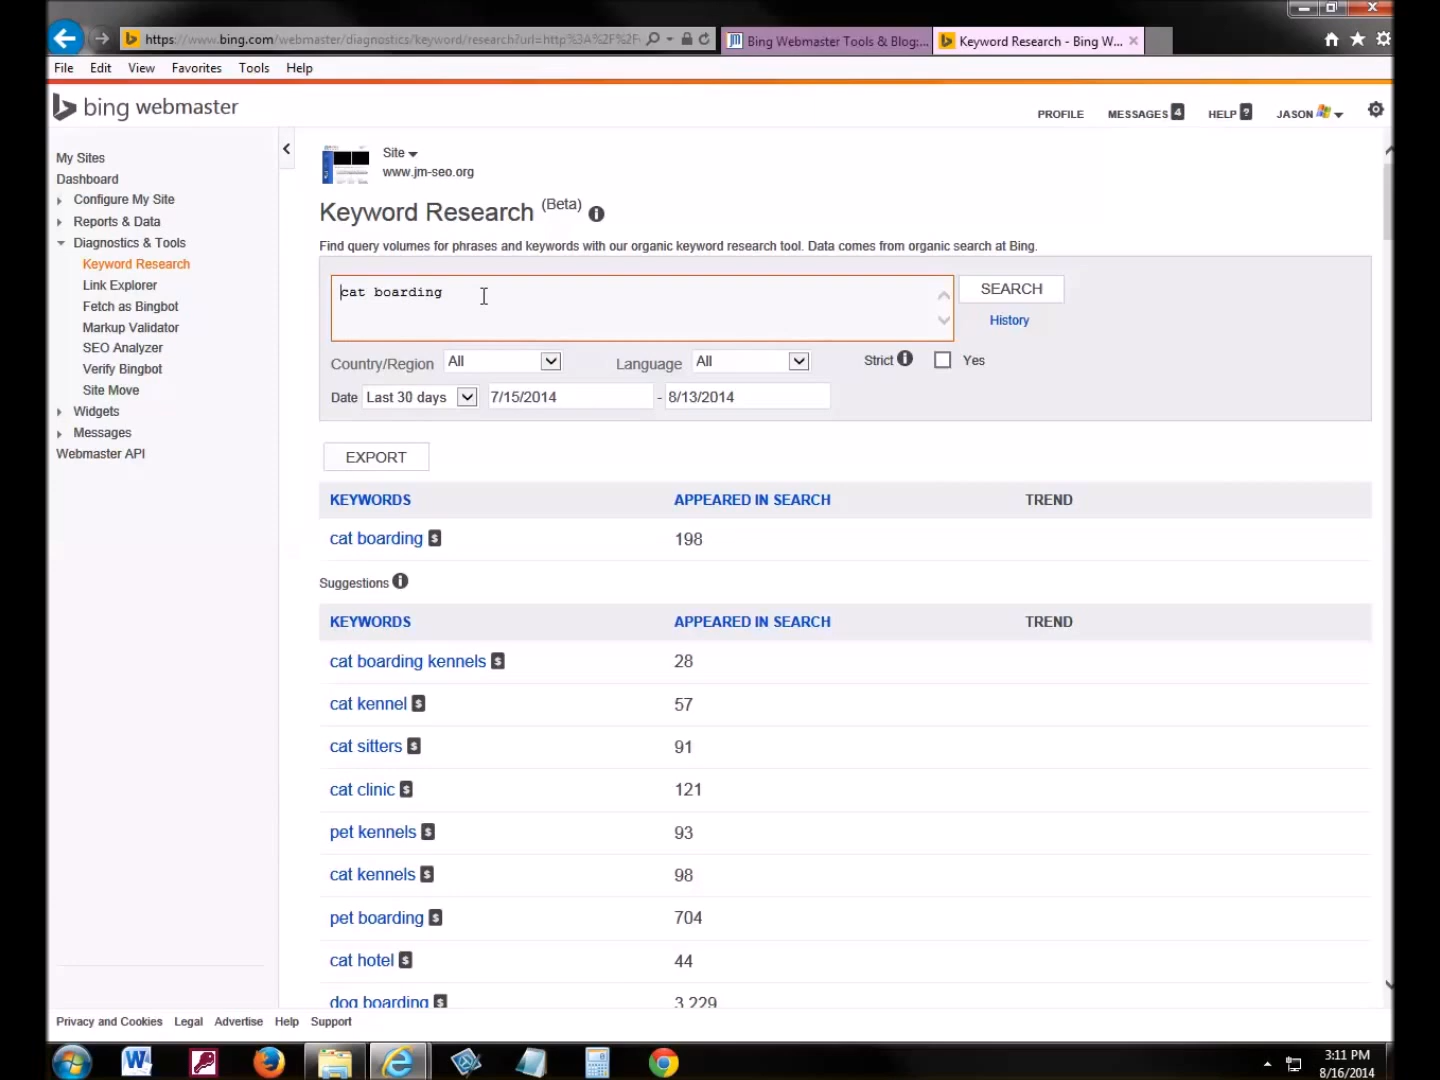 https://www.bing.com/webmaster/diagnostics/keyword/research?url=http%3A%2F%2F
Bing Webmaster Tools & Blog:...
Keyword Research - Bing W...
File Edit View Favorites Tools Help
bing webmaster
PROFILE MESSAGES 4 HELP ? JASON
My Sites
Dashboard
Configure My Site
Reports & Data
Diagnostics & Tools
Keyword Research
Link Explorer
Fetch as Bingbot
Markup Validator
SEO Analyzer
Verify Bingbot
Site Move
Widgets
Messages
Webmaster API
Site
www.jm-seo.org
Keyword Research (Beta)
Find query volumes for phrases and keywords with our organic keyword research tool. Data comes from organic search at Bing.
cat boarding
SEARCH
History
Country/Region All Language All Strict Yes
Date Last 30 days 7/15/2014 - 8/13/2014
EXPORT
KEYWORDS APPEARED IN SEARCH TREND
cat boarding $ 198
Suggestions
KEYWORDS APPEARED IN SEARCH TREND
cat boarding kennels $ 28
cat kennel $ 57
cat sitters $ 91
cat clinic $ 121
pet kennels $ 93
cat kennels $ 98
pet boarding $ 704
cat hotel $ 44
dog boarding $ 3,229
Privacy and Cookies Legal Advertise Help Support
3:11 PM
8/16/2014